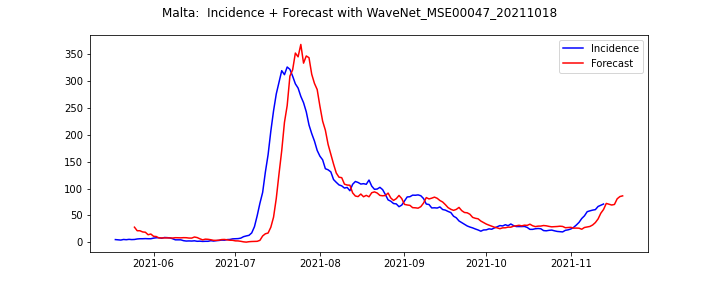 Malta:  Incidence + Forecast with WaveNet_MSE00047_20211018
Incidence
Forecast
350
300
250
200
150
100
50
0
2021-06 2021-07 2021-08 2021-09 2021-10 2021-11